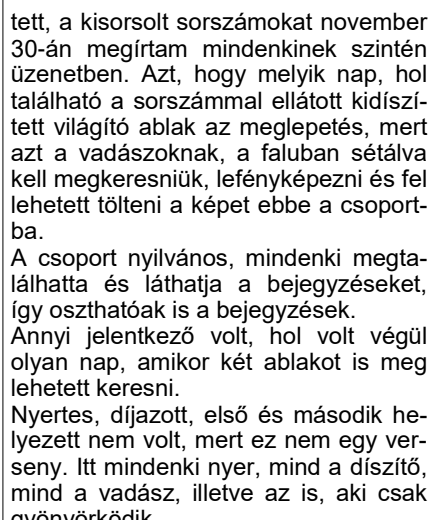 tett, a kisorsolt sorszámokat november
30-án megírtam mindenkinek szintén
üzenetben. Azt, hogy melyik nap, hol
található a sorszámmal ellátott kidíszí-
tett világító ablak az meglepetés, mert
azt a vadászoknak, a faluban sétálva
kell megkeresniük, lefényképezni és fel
lehetett tölteni a képet ebbe a csoport-
ba.
A csoport nyilvános, mindenki megta-
lálhatta és láthatja a bejegyzéseket,
így oszthatóak is a bejegyzések.
Annyi jelentkező volt, hol volt végül
olyan nap, amikor két ablakot is meg
lehetett keresni.
Nyertes, díjazott, első és második he-
lyezett nem volt, mert ez nem egy ver-
seny. Itt mindenki nyer, mind a díszítő,
mind a vadász, illetve az is, aki csak
gyönyörködik